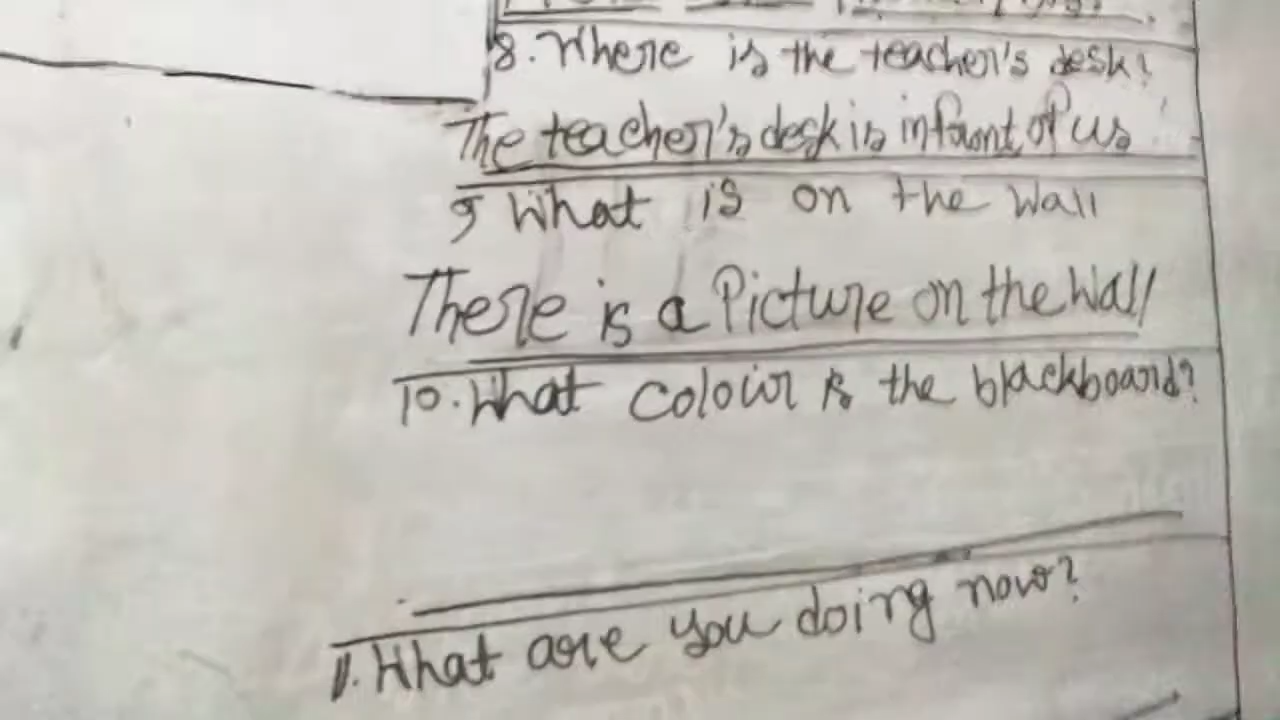 8. Where is the teacher's desk?
The teacher's desk is infront of us
9 What is on the Wall
There is a Picture on the Wall
10. What colour is the blackboard?
11. What are you doing now?